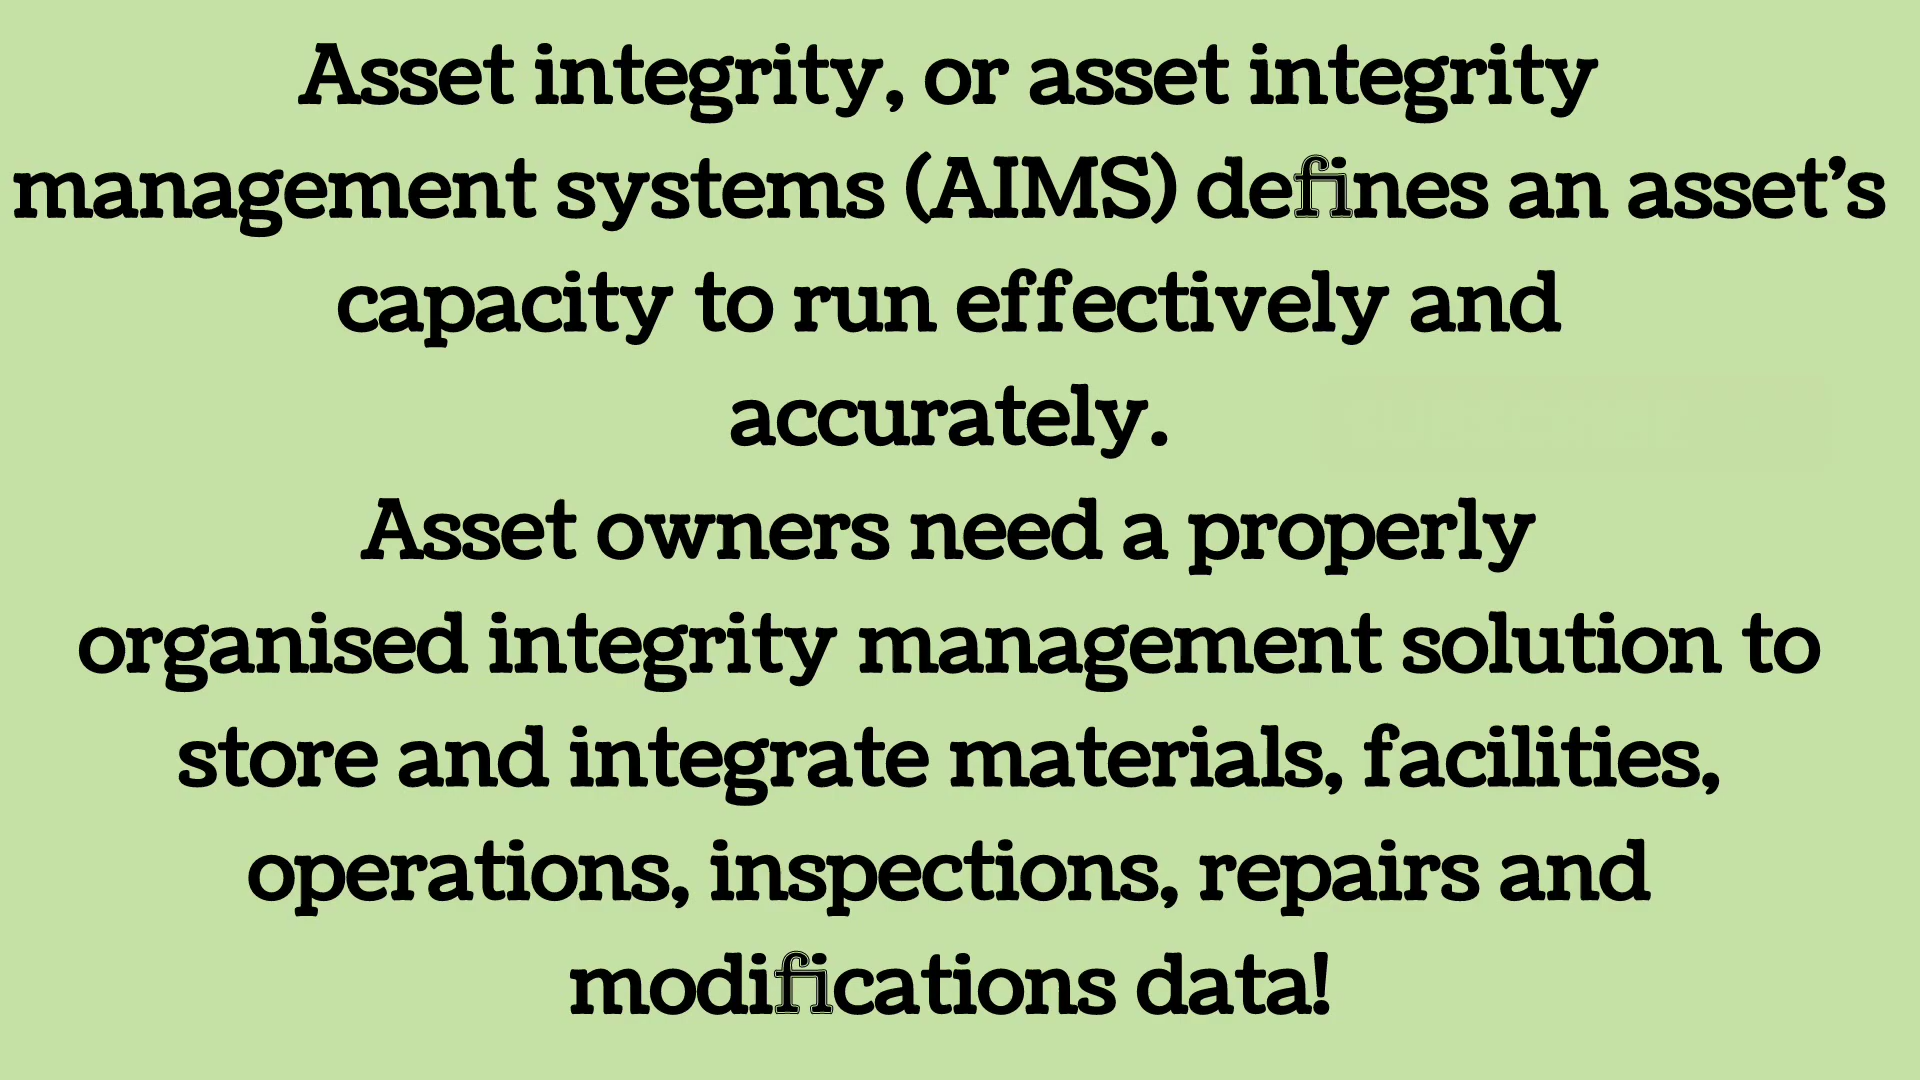 Asset integrity, or asset integrity
management systems (AIMS) defines an asset’s
capacity to run effectively and
accurately.
Asset owners need a properly
organised integrity management solution to
store and integrate materials, facilities,
operations, inspections, repairs and
modifications data!